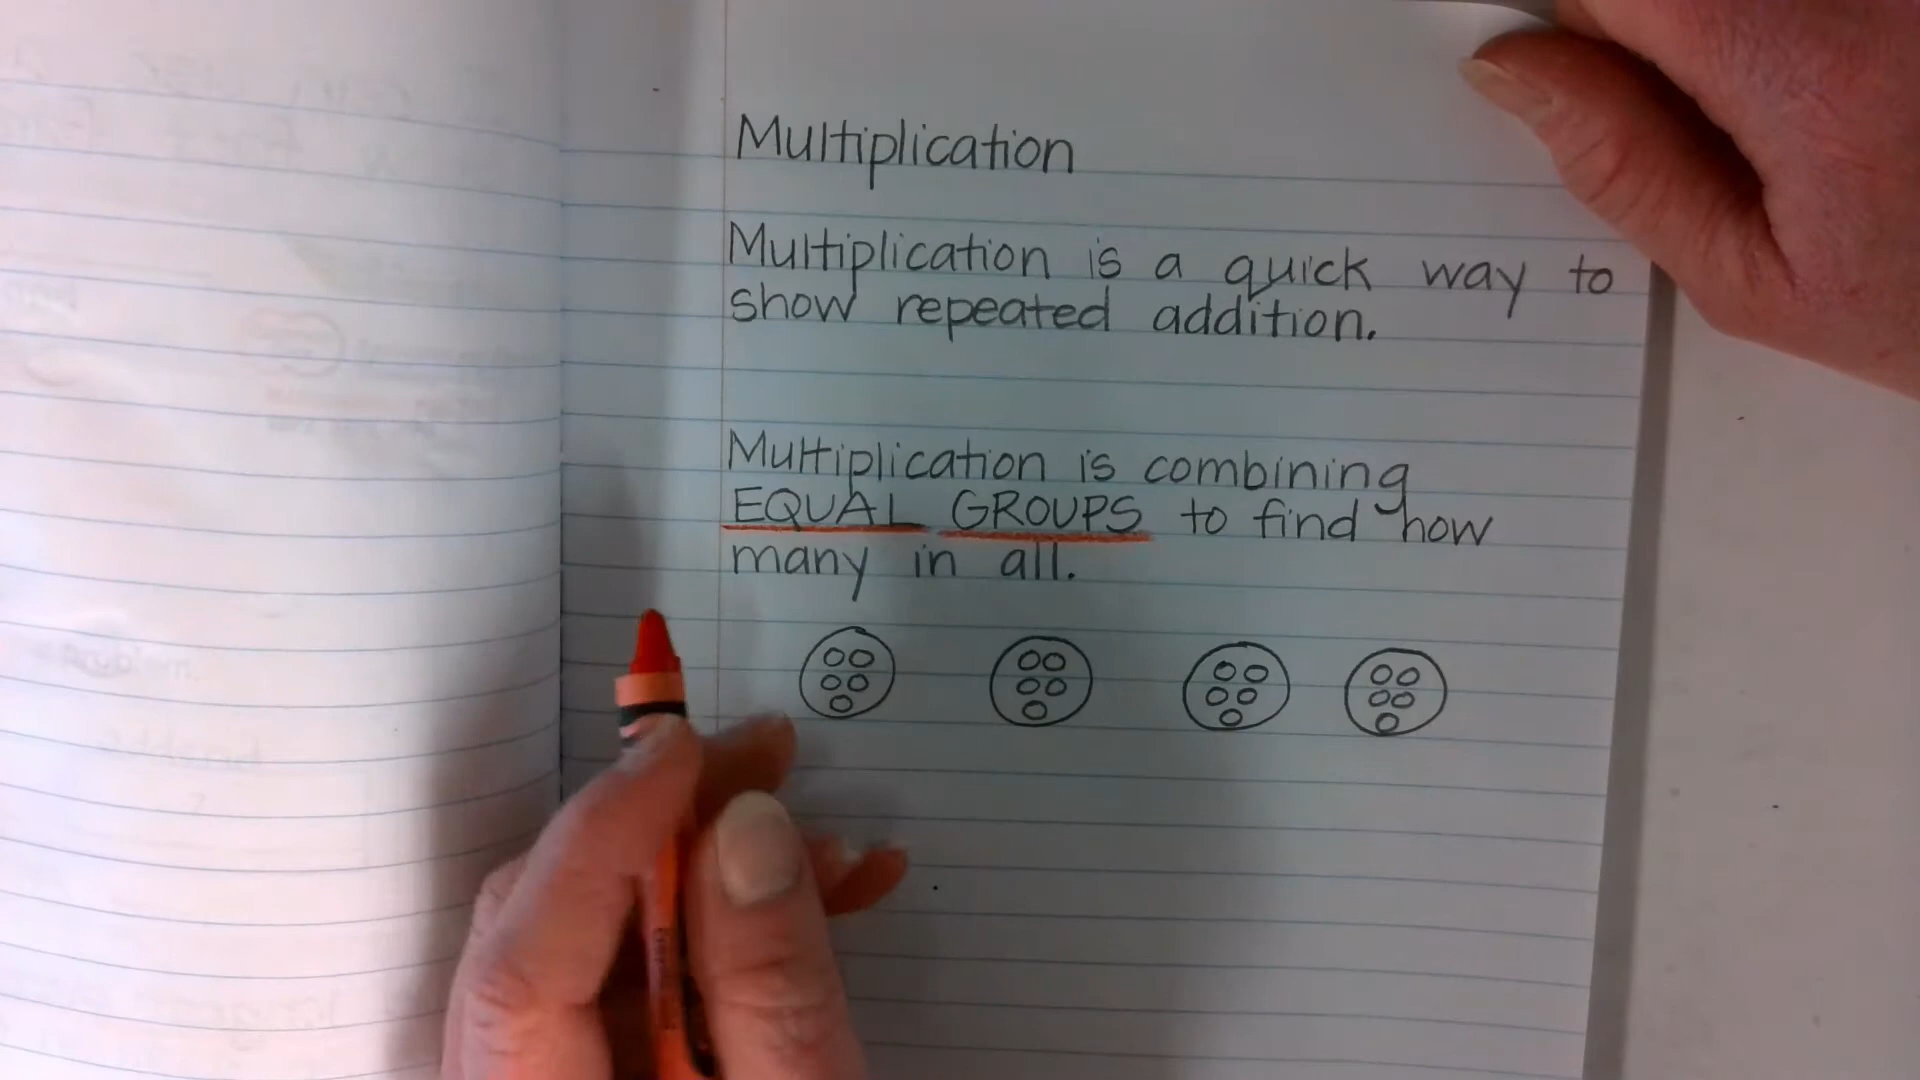 Multiplication
Multiplication is a quick way to
show repeated addition.
Multiplication is combining
EQUAL GROUPS to find how
many in all.